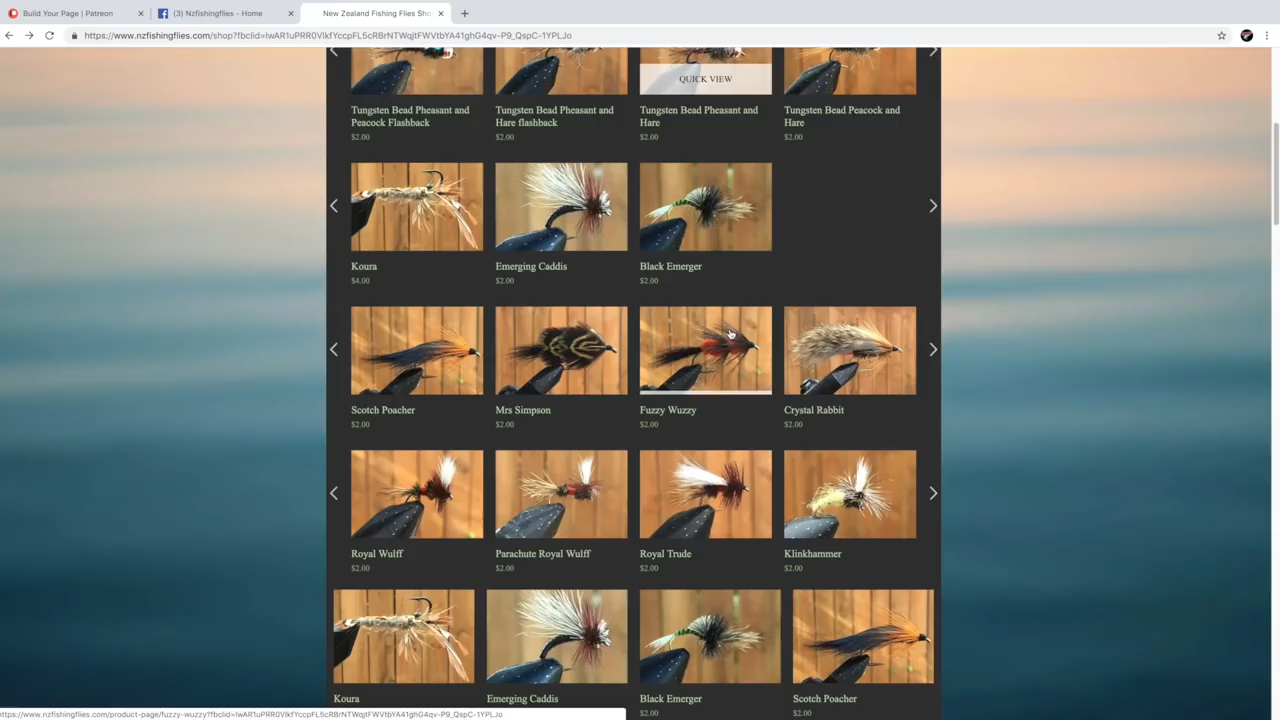 Build Your Page | Patreon
(3) Nzfishingflies - Home
New Zealand Fishing Flies Sho
https://www.nzfishingflies.com/shop?fbclid=IwAR1uPRR0VlkfYccpFL5cRBrNTWqjtFWVtbYA41ghG4qv-P9_QspC-1YPLJo
QUICK VIEW
Tungsten Bead Pheasant and
Peacock Flashback
$2.00
Tungsten Bead Pheasant and
Hare flashback
$2.00
Tungsten Bead Pheasant and
Hare
$2.00
Tungsten Bead Peacock and
Hare
$2.00
Koura
$4.00
Emerging Caddis
$2.00
Black Emerger
$2.00
Scotch Poacher
$2.00
Mrs Simpson
$2.00
Fuzzy Wuzzy
$2.00
Crystal Rabbit
$2.00
Royal Wulff
$2.00
Parachute Royal Wulff
$2.00
Royal Trude
$2.00
Klinkhammer
$2.00
Koura
Emerging Caddis
Black Emerger
$2.00
Scotch Poacher
$2.00
https://www.nzfishingflies.com/product-page/fuzzy-wuzzy?fbclid=IwAR1uPRR0VlkfYccpFL5cRBrNTWqjtFWVtbYA41ghG4qv-P9_QspC-1YPLJo